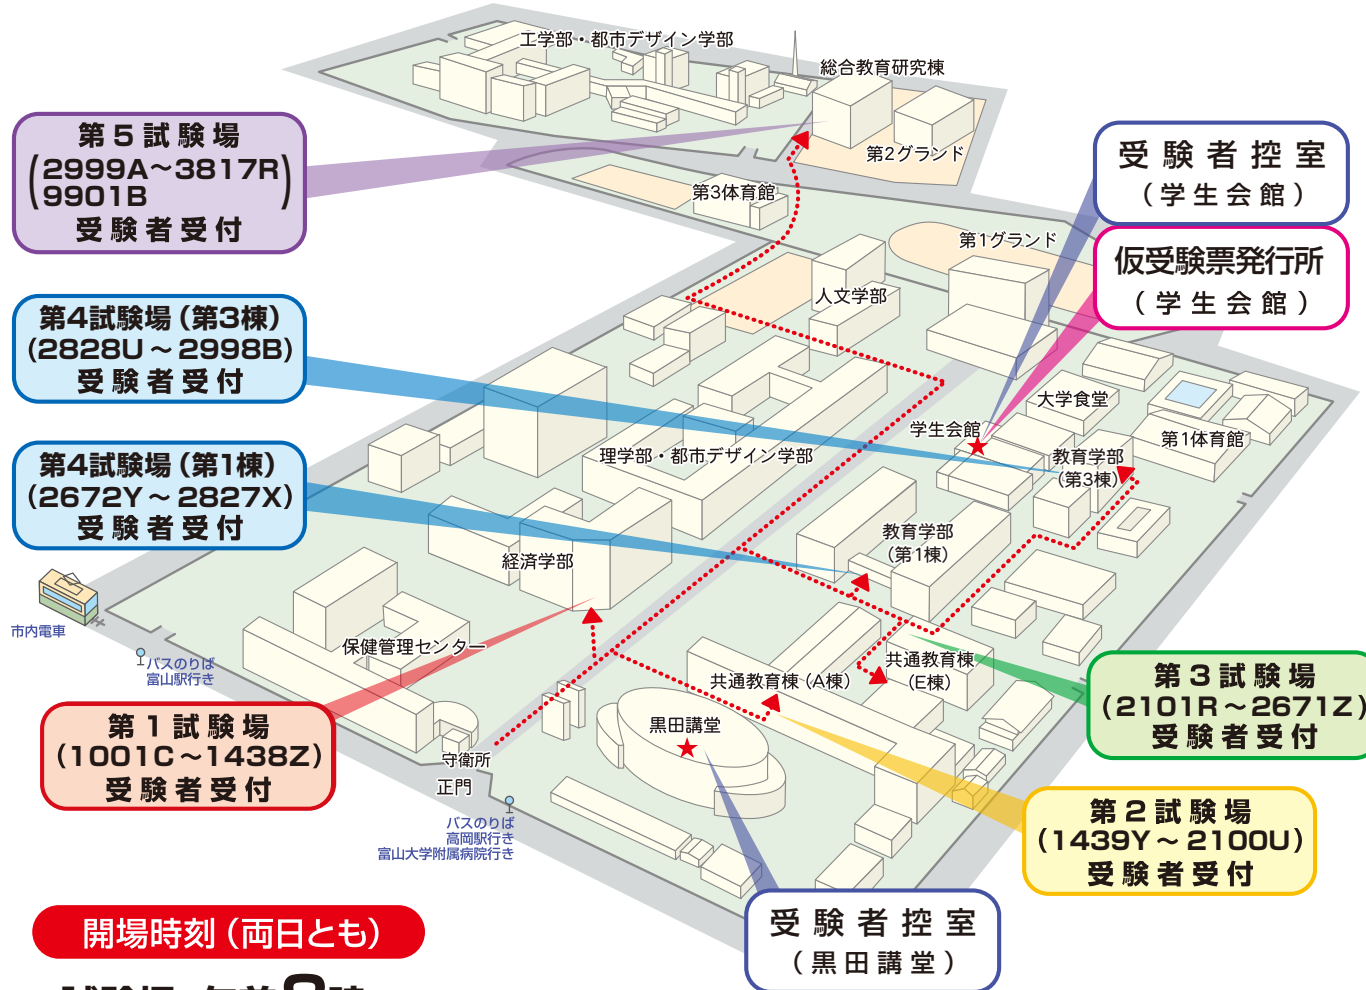 工学部・都市デザイン学部
総合教育研究棟
第5試験場
(2999A～3817R
9901B)
受験者受付
第2グランド
受験者控室
(学生会館)
第3体育館
第1グランド
仮受験票発行所
(学生会館)
人文学部
第4試験場(第3棟)
(2828U～2998B)
受験者受付
大学食堂
学生会館
第1体育館
教育学部
(第3棟)
理学部・都市デザイン学部
第4試験場(第1棟)
(2672Y～2827X)
受験者受付
教育学部
(第1棟)
経済学部
市内電車
バスのりば
富山駅行き
保健管理センター
共通教育棟(A棟)
共通教育棟
(E棟)
第3試験場
(2101R～2671Z)
受験者受付
第1試験場
(1001C～1438Z)
受験者受付
黒田講堂
守衛所
正門
バスのりば
高岡駅行き
富山大学附属病院行き
第2試験場
(1439Y～2100U)
受験者受付
受験者控室
(黒田講堂)
開場時刻(両日とも)